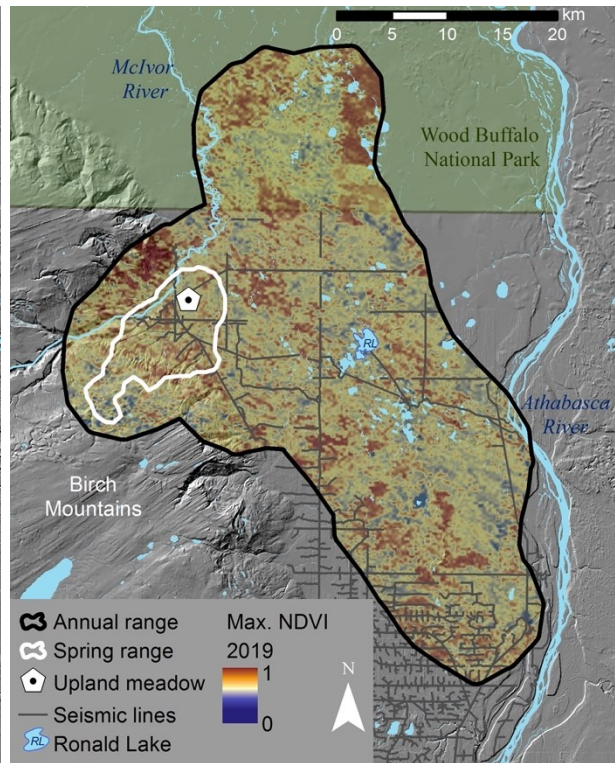 km
0 5 10 20
McIvor
River
Wood Buffalo
National Park
RL
Athabasca
River
Birch
Mountains
Annual range
Spring range
Upland meadow
Seismic lines
RL Ronald Lake
Max. NDVI
2019
1
0
N